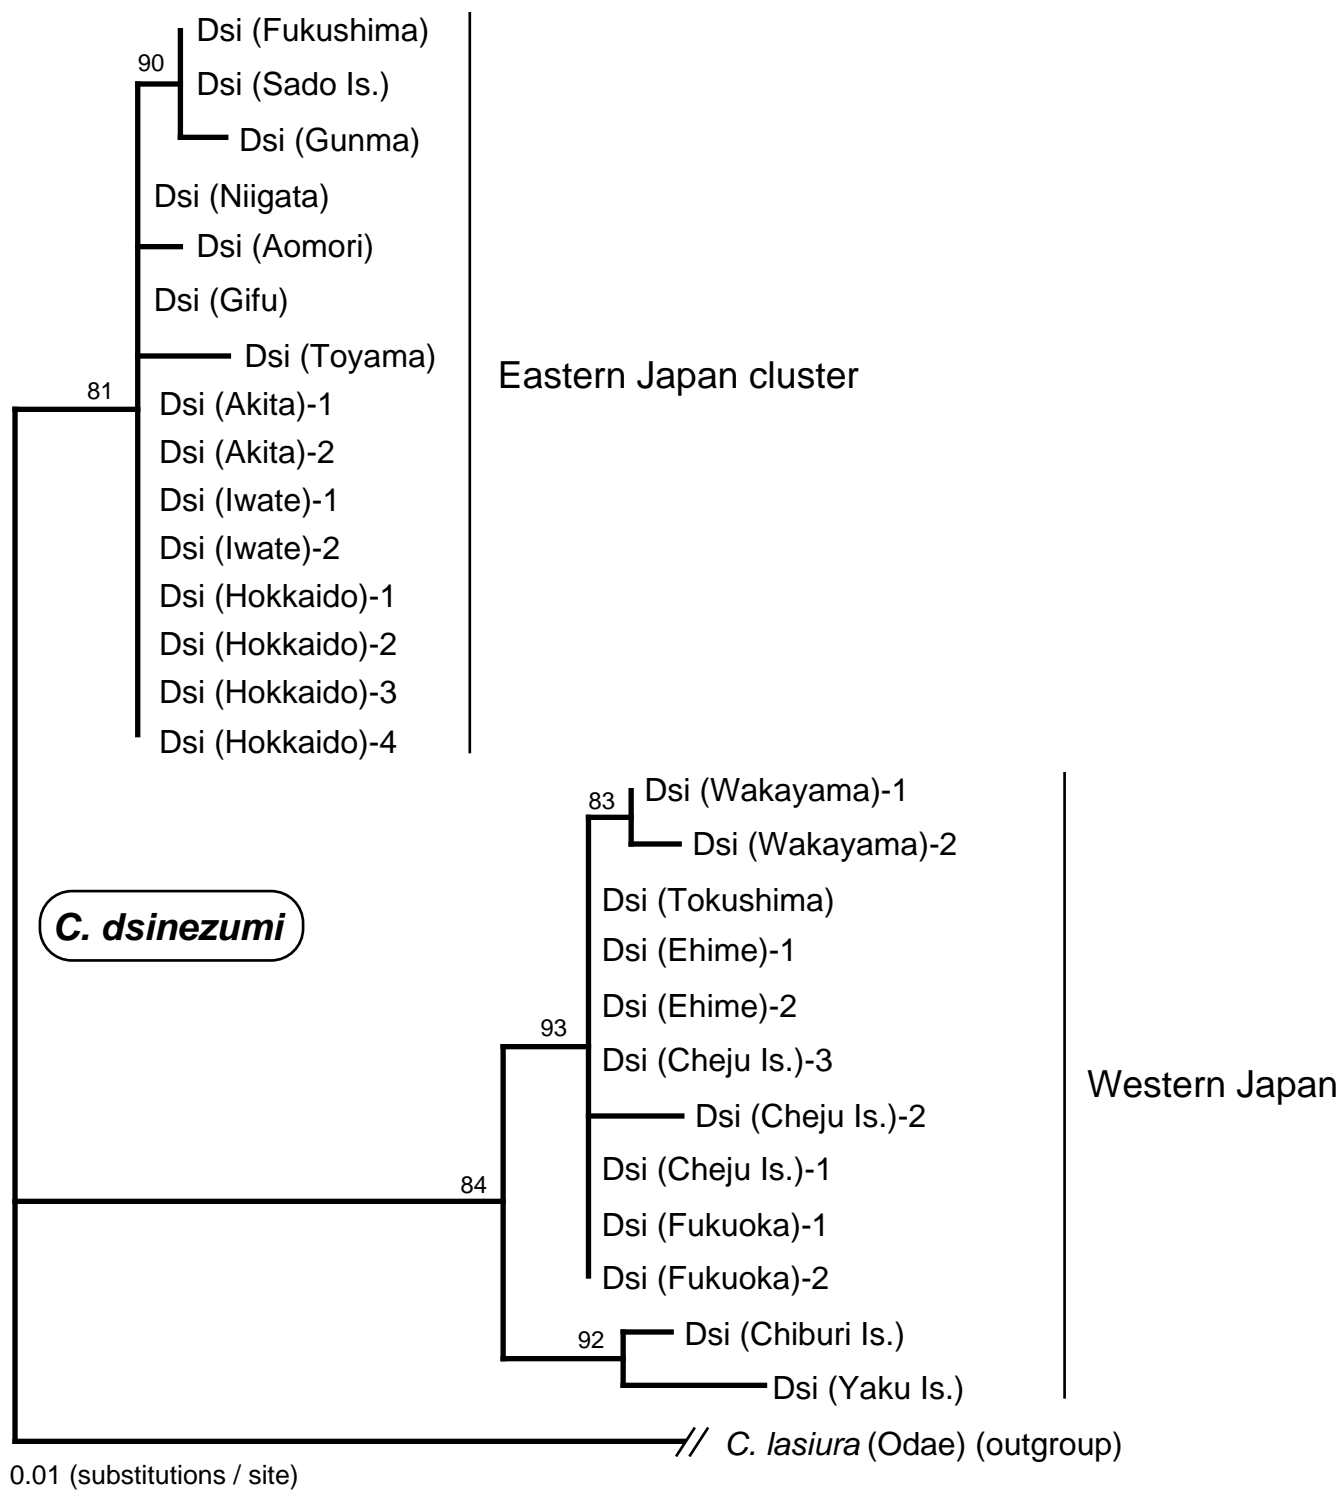 Dsi (Fukushima)
90
Dsi (Sado Is.)
Dsi (Gunma)
Dsi (Niigata)
Dsi (Aomori)
Dsi (Gifu)
Dsi (Toyama)
Eastern Japan cluster
81
Dsi (Akita)-1
Dsi (Akita)-2
Dsi (Iwate)-1
Dsi (Iwate)-2
Dsi (Hokkaido)-1
Dsi (Hokkaido)-2
Dsi (Hokkaido)-3
Dsi (Hokkaido)-4
Dsi (Wakayama)-1
83
Dsi (Wakayama)-2
Dsi (Tokushima)
C. dsinezumi
Dsi (Ehime)-1
Dsi (Ehime)-2
93
Dsi (Cheju Is.)-3
Western Japan
Dsi (Cheju Is.)-2
Dsi (Cheju Is.)-1
84
Dsi (Fukuoka)-1
Dsi (Fukuoka)-2
Dsi (Chiburi Is.)
92
Dsi (Yaku Is.)
C. lasiura (Odae) (outgroup)
0.01 (substitutions / site)